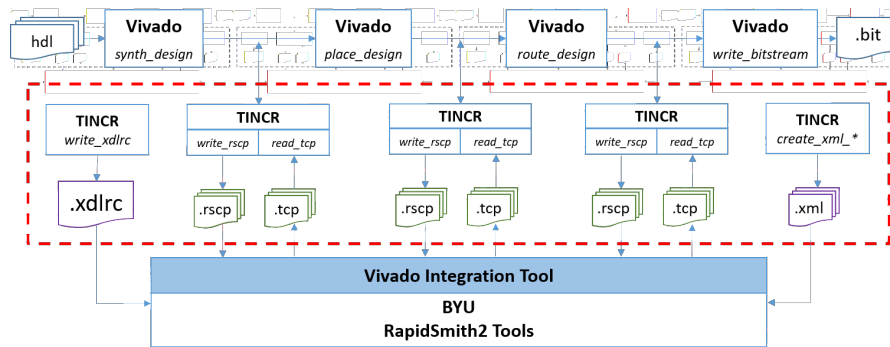 hdl
Vivado
synth_design
Vivado
place_design
Vivado
route_design
Vivado
write_bitstream
.bit
TINCR
write_xdlrc
TINCR
write_rscp
read_tcp
TINCR
write_rscp
read_tcp
TINCR
write_rscp
read_tcp
TINCR
create_xml_*
.xdlrc
.rscp
.tcp
.rscp
.tcp
.rscp
.tcp
.xml
Vivado Integration Tool
BYU
RapidSmith2 Tools